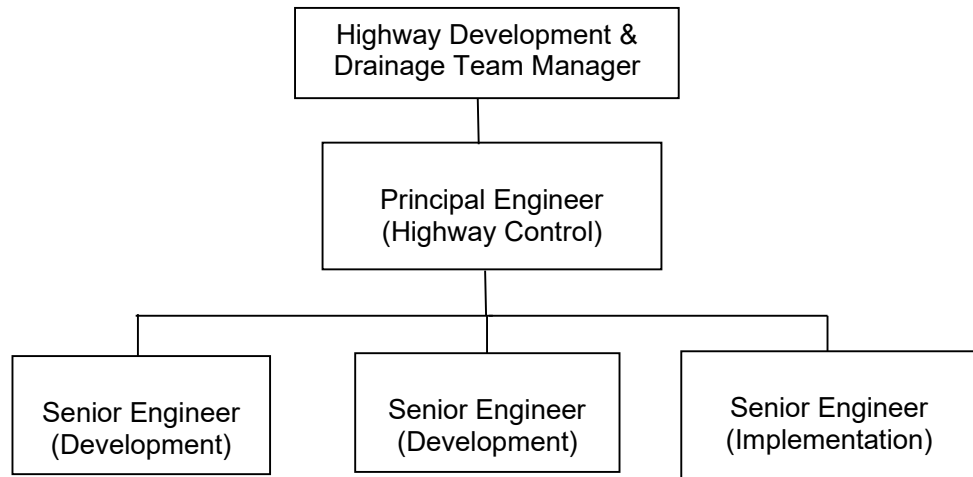 Highway Development &
Drainage Team Manager
Principal Engineer
(Highway Control)
Senior Engineer
(Development)
Senior Engineer
(Development)
Senior Engineer
(Implementation)